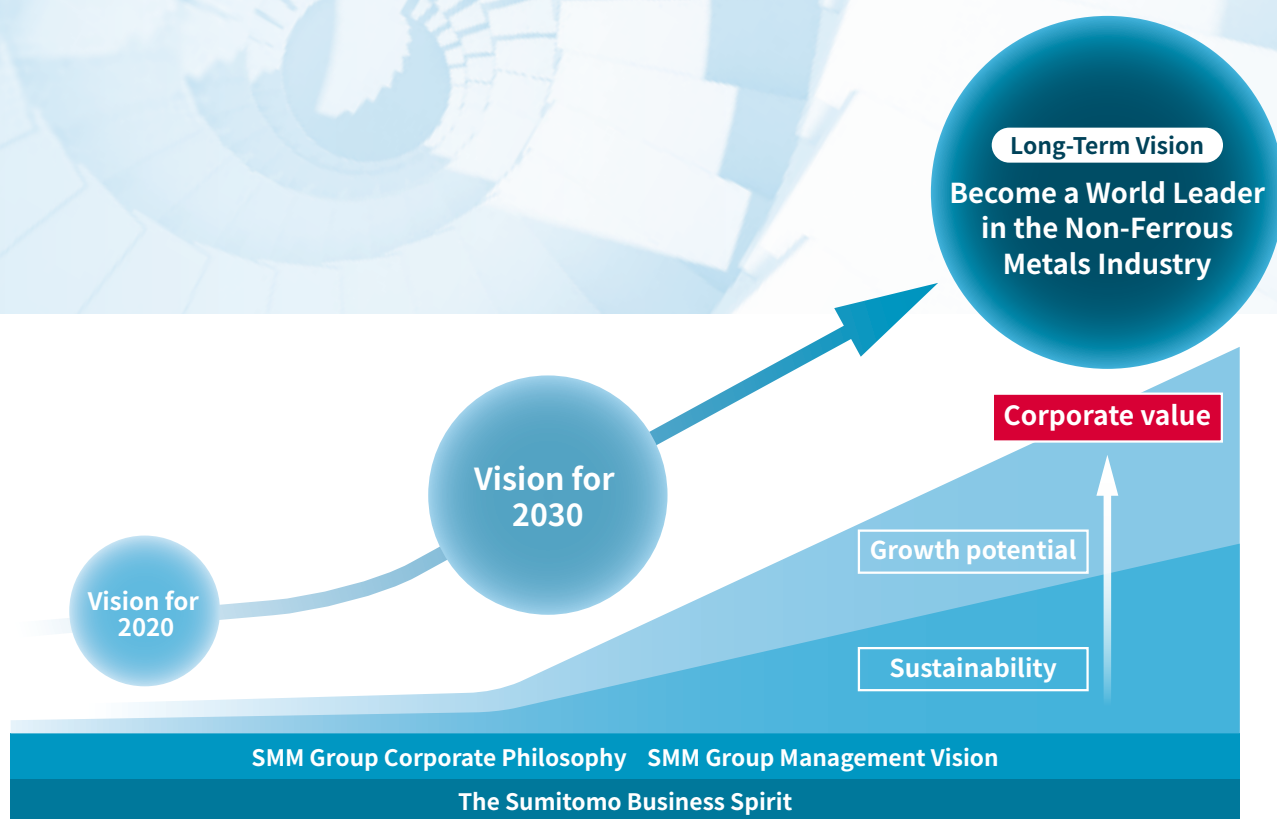 Long-Term Vision
Become a World Leader
in the Non-Ferrous
Metals Industry
Corporate value
Vision for
2030
Growth potential
Vision for
2020
Sustainability
SMM Group Corporate Philosophy SMM Group Management Vision
The Sumitomo Business Spirit